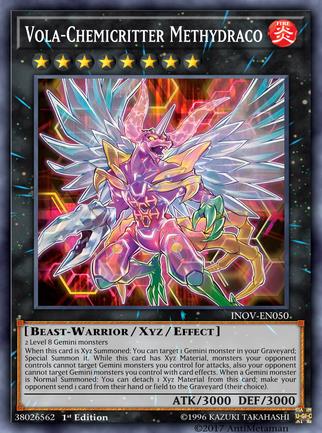 VOLA-CHEMICRITTER METHYDRACO
FIRE
炎
INOV-EN050
[BEAST-WARRIOR / XYZ / EFFECT]
2 Level 8 Gemini monsters
When this card is Xyz Summoned: You can target 1 Gemini monster in your Graveyard;
Special Summon it. While this card has Xyz Material, monsters your opponent
controls cannot target Gemini monsters you control for attacks, also your opponent
cannot target Gemini monsters you control with card effects. When a Gemini monster
is Normal Summoned: You can detach 1 Xyz Material from this card; make your
opponent send 1 card from their hand or field to the Graveyard (their choice).
ATK/3000 DEF/3000
38026562 1st Edition ©1996 KAZUKI TAKAHASHI
©2017 AntiMetaman